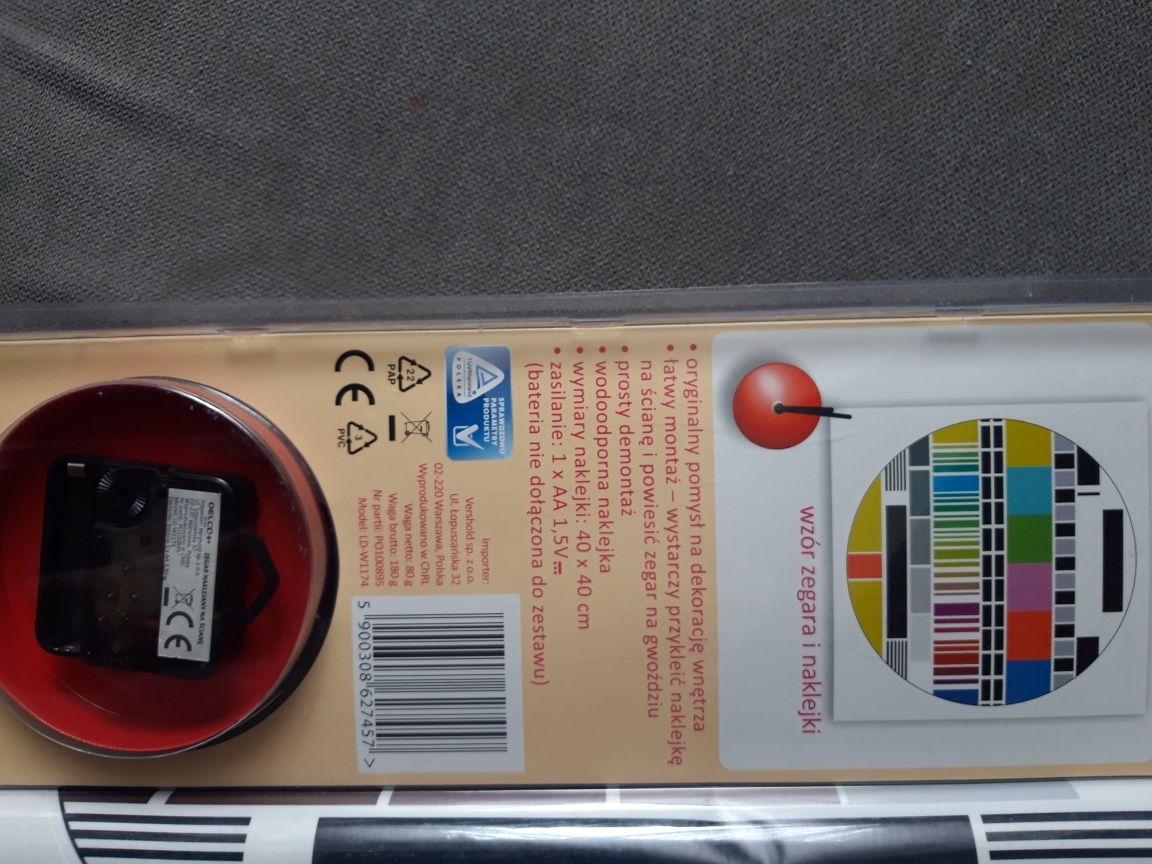 wzór zegara i naklejki
• oryginalny pomysł na dekorację wnętrza
• łatwy montaż – wystarczy przykleić naklejkę
na ścianę i powiesić zegar na gwoździu
• prosty demontaż
• wodoodporna naklejka
• wymiary naklejki: 40 x 40 cm
• zasilanie: 1 x AA 1,5V
(bateria nie dołączona do zestawu)
TÜVRheinland
POLSKA
SPRAWDZONO
PARAMETRY
PRODUKTU
22
PAP
CE
3
PVC
Importer:
Vershold sp. z o.o.
Ul. Łopuszańska 32
02-220 Warszawa, Polska
Wyprodukowano w ChRL
Waga netto: 80 g
Waga brutto: 180 g
Nr partii: PO100895
Model: LD-W1174
5 900308 627457 >
DELCO++
ZEGAR NAKLEJANY NA ŚCIANĘ
CE